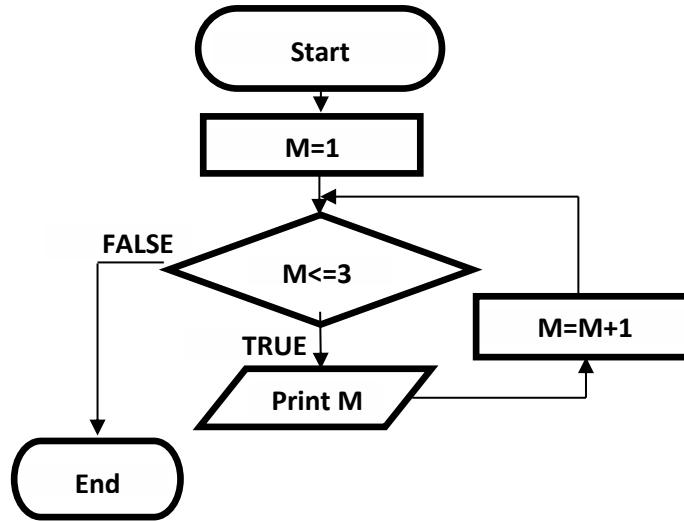 Start
M=1
FALSE
M<=3
M=M+1
TRUE
Print M
End